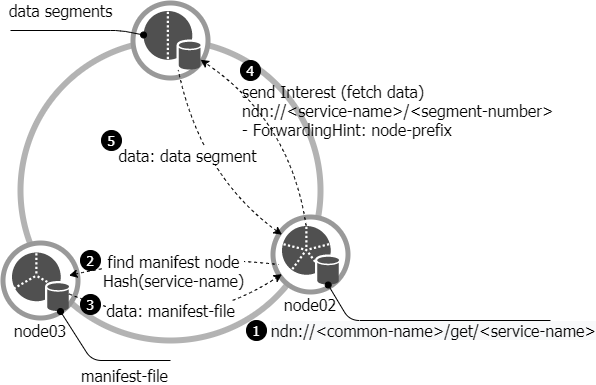 data segments
4
send Interest (fetch data)
ndn://<service-name>/<segment-number>
- ForwardingHint: node-prefix
5
data: data segment
2 find manifest node
Hash(service-name)
3 data: manifest-file
node02
node03
1 ndn://<common-name>/get/<service-name>
manifest-file